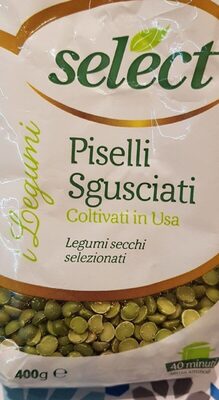 select
i Legumi
Piselli
Sgusciati
Coltivati in Usa
Legumi secchi
selezionati
400g e
40 minuti